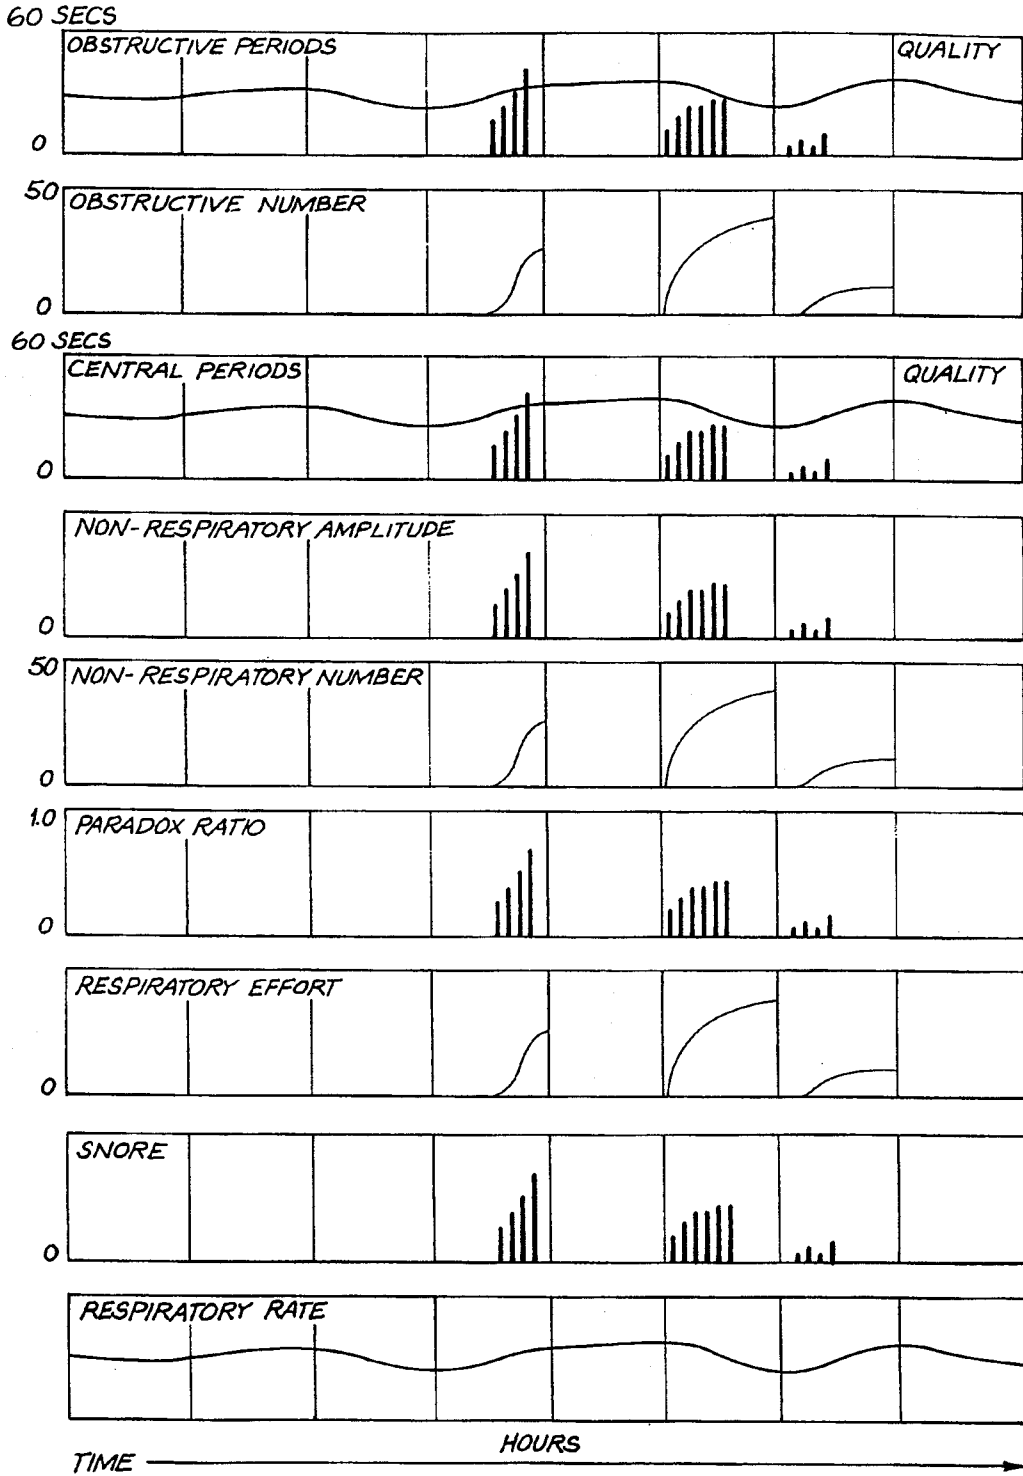 60 SECS
OBSTRUCTIVE PERIODS QUALITY
0
50
OBSTRUCTIVE NUMBER
0
60 SECS
CENTRAL PERIODS QUALITY
0
NON-RESPIRATORY AMPLITUDE
0
50
NON-RESPIRATORY NUMBER
0
1.0
PARADOX RATIO
0
RESPIRATORY EFFORT
0
SNORE
0
RESPIRATORY RATE
HOURS
TIME